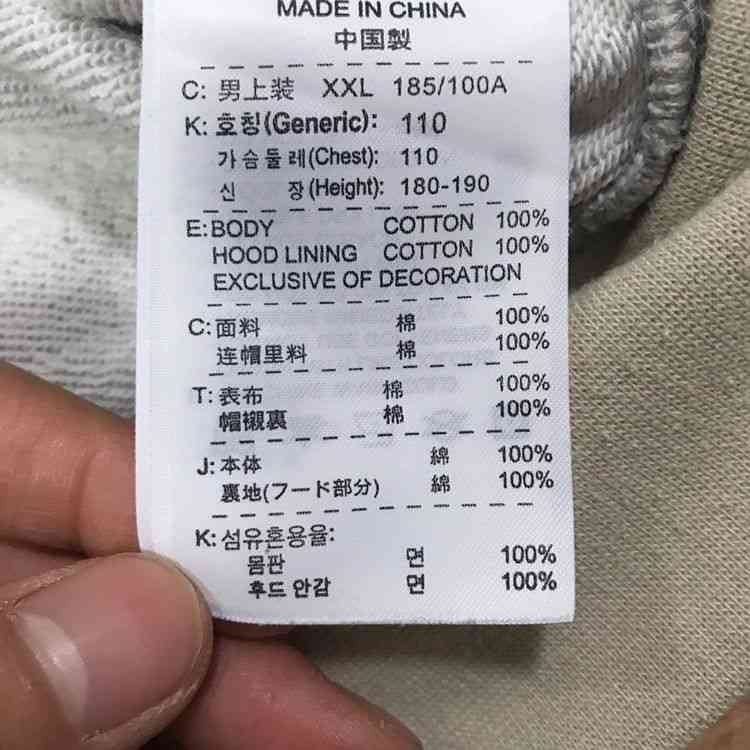 MADE IN CHINA
中国製
C: 男上装 XXL 185/100A
K: 호칭(Generic): 110
가슴둘레(Chest): 110
신 장(Height): 180-190
E: BODY COTTON 100%
HOOD LINING COTTON 100%
EXCLUSIVE OF DECORATION
C: 面料 棉 100%
连帽里料 棉 100%
T: 表布 棉 100%
帽襯裏 棉 100%
J: 本体 綿 100%
裏地(フード部分) 綿 100%
K: 섬유혼용율:
몸판 면 100%
후드 안감 면 100%